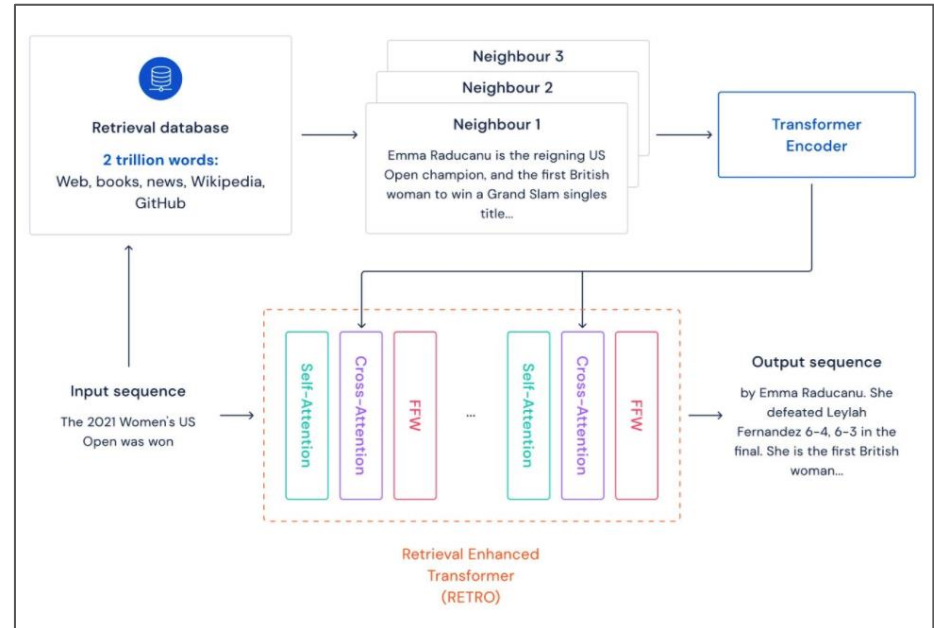 Retrieval database
2 trillion words:
Web, books, news, Wikipedia,
GitHub
Neighbour 3
Neighbour 2
Neighbour 1
Emma Raducanu is the reigning US
Open champion, and the first British
woman to win a Grand Slam singles
title...
Transformer
Encoder
Input sequence
The 2021 Women's US
Open was won
Self-Attention
Cross-Attention
FFW
...
Self-Attention
Cross-Attention
FFW
Output sequence
by Emma Raducanu. She
defeated Leylah
Fernandez 6-4, 6-3 in the
final. She is the first British
woman...
Retrieval Enhanced
Transformer
(RETRO)